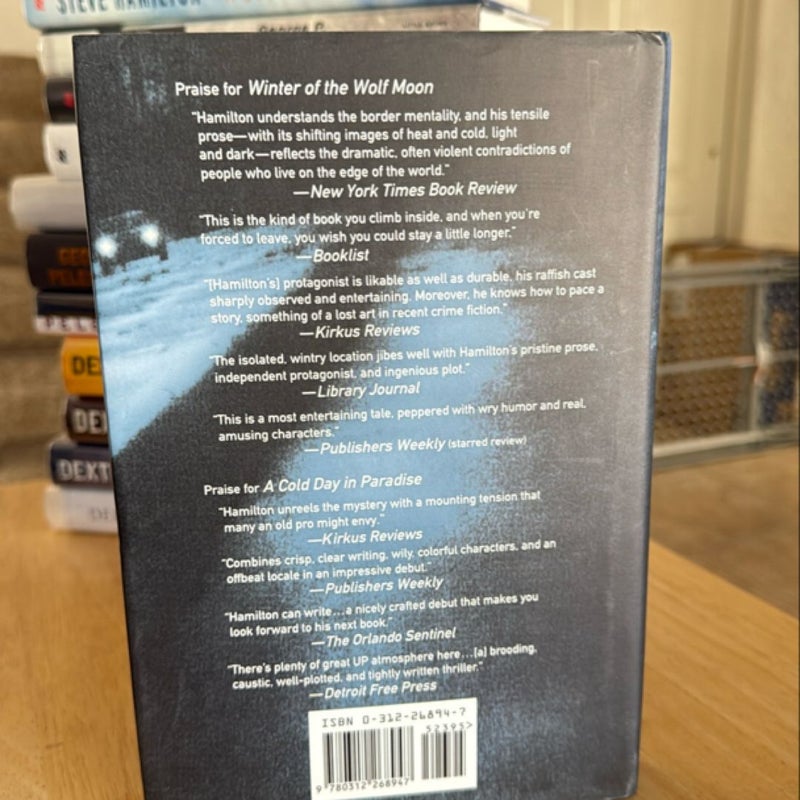 STEVE HAMILTON
George P
Praise for Winter of the Wolf Moon
"Hamilton understands the border mentality, and his tensile
prose—with its shifting images of heat and cold, light
and dark—reflects the dramatic, often violent contradictions of
people who live on the edge of the world."
—New York Times Book Review
"This is the kind of book you climb inside, and when you're
forced to leave, you wish you could stay a little longer."
—Booklist
"[Hamilton's] protagonist is likable as well as durable, his raffish cast
sharply observed and entertaining. Moreover, he knows how to pace a
story, something of a lost art in recent crime fiction."
—Kirkus Reviews
"The isolated, wintry location jibes well with Hamilton's pristine prose,
independent protagonist, and ingenious plot."
—Library Journal
"This is a most entertaining tale, peppered with wry humor and real,
amusing characters."
—Publishers Weekly (starred review)
Praise for A Cold Day in Paradise
"Hamilton unreels the mystery with a mounting tension that
many an old pro might envy."
—Kirkus Reviews
"Combines crisp, clear writing, wily, colorful characters, and an
offbeat locale in an impressive debut."
—Publishers Weekly
"Hamilton can write...a nicely crafted debut that makes you
look forward to his next book."
—The Orlando Sentinel
"There's plenty of great UP atmosphere here...[a] brooding,
caustic, well-plotted, and tightly written thriller."
—Detroit Free Press
ISBN 0-312-26894-7
52395>
9 780312 268947
DE
DEX
DEXT